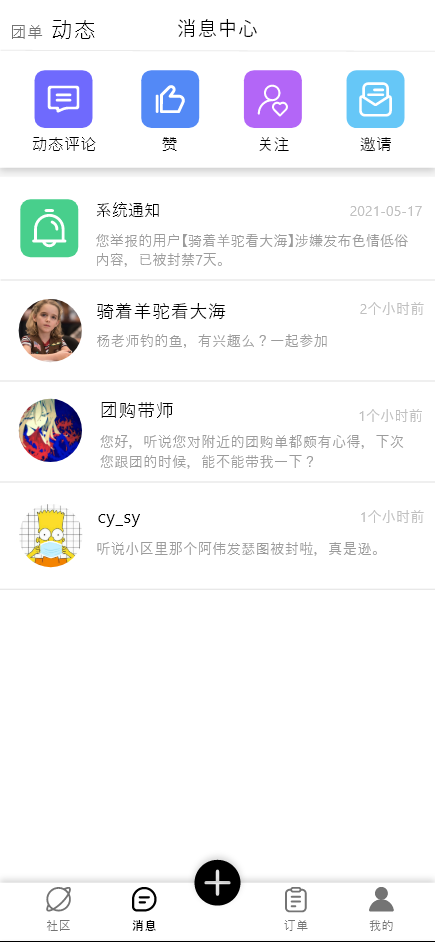 团单 动态 消息中心
动态评论 赞 关注 邀请
系统通知 2021-05-17
您举报的用户【骑着羊驼看大海】涉嫌发布色情低俗
内容，已被封禁7天。
骑着羊驼看大海 2个小时前
杨老师钓的鱼，有兴趣么？一起参加
团购带师 1个小时前
您好，听说您对附近的团购单都颇有心得，下次
您跟团的时候，能不能带我一下？
cy_sy 1个小时前
听说小区里那个阿伟发瑟图被封啦，真是逊。
社区 消息 订单 我的